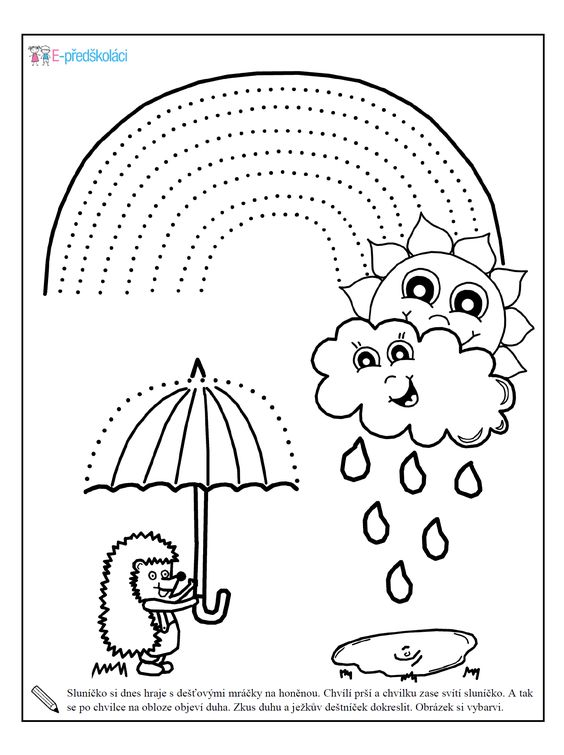 E-předškoláci
Sluníčko si dnes hraje s dešťovými mráčky na honěnou. Chvíli prší a chvilku zase svítí sluníčko. A tak
se po chvilce na obloze objeví duha. Zkus duhu a ježkův deštníček dokreslit. Obrázek si vybarvi.